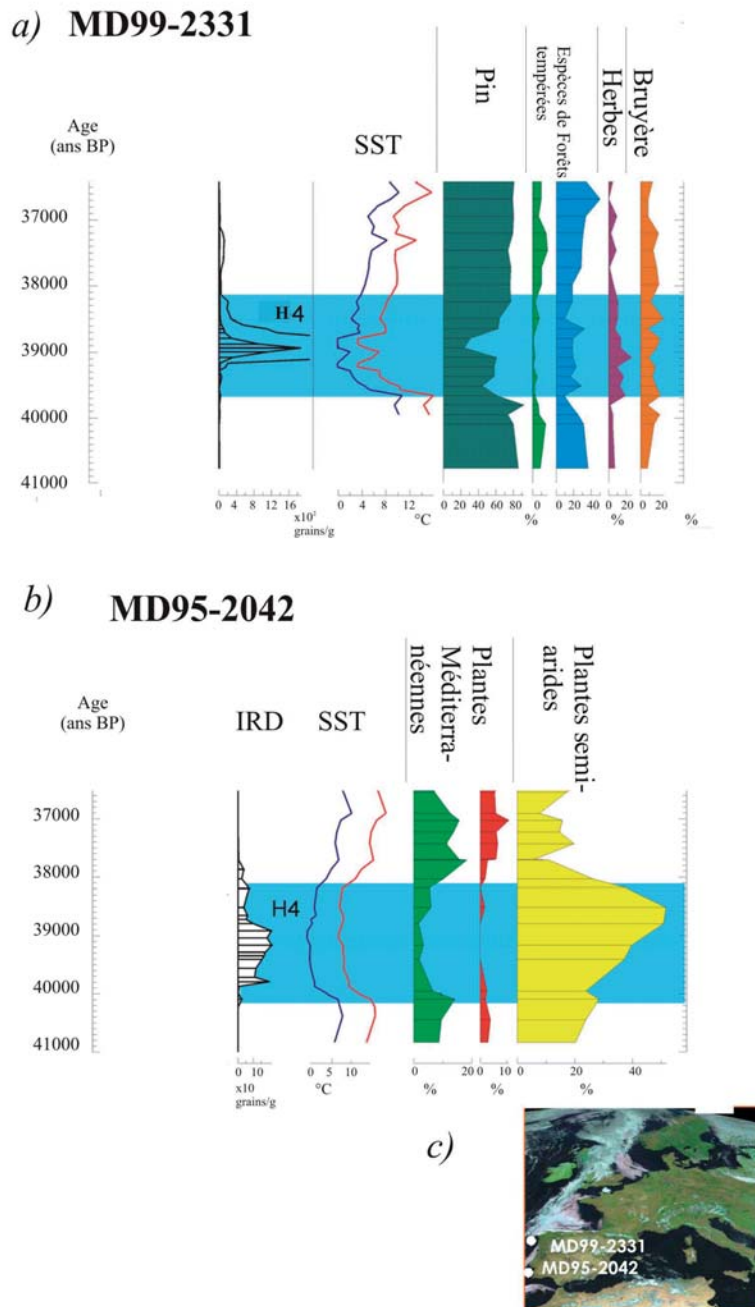 a) MD99-2331
Age
(ans BP)
SST
Pin
Espèces de Forêts
tempérées
Herbes
Bruyère
37000
38000
39000
40000
41000
H4
0 4 8 12 16
x10²
grains/g
0 4 8 12
°C
0 20 40 60 80
%
0
0 20 40
%
0 20
%
0 20
%
b) MD95-2042
Age
(ans BP)
IRD
SST
Plantes
Méditerra-
néennes
Plantes semi-
arides
37000
38000
39000
40000
41000
H4
0 10
x10
grains/g
0 5 10
°C
0 20
%
0 10
%
0 20 40
%
c)
MD99-2331
MD95-2042